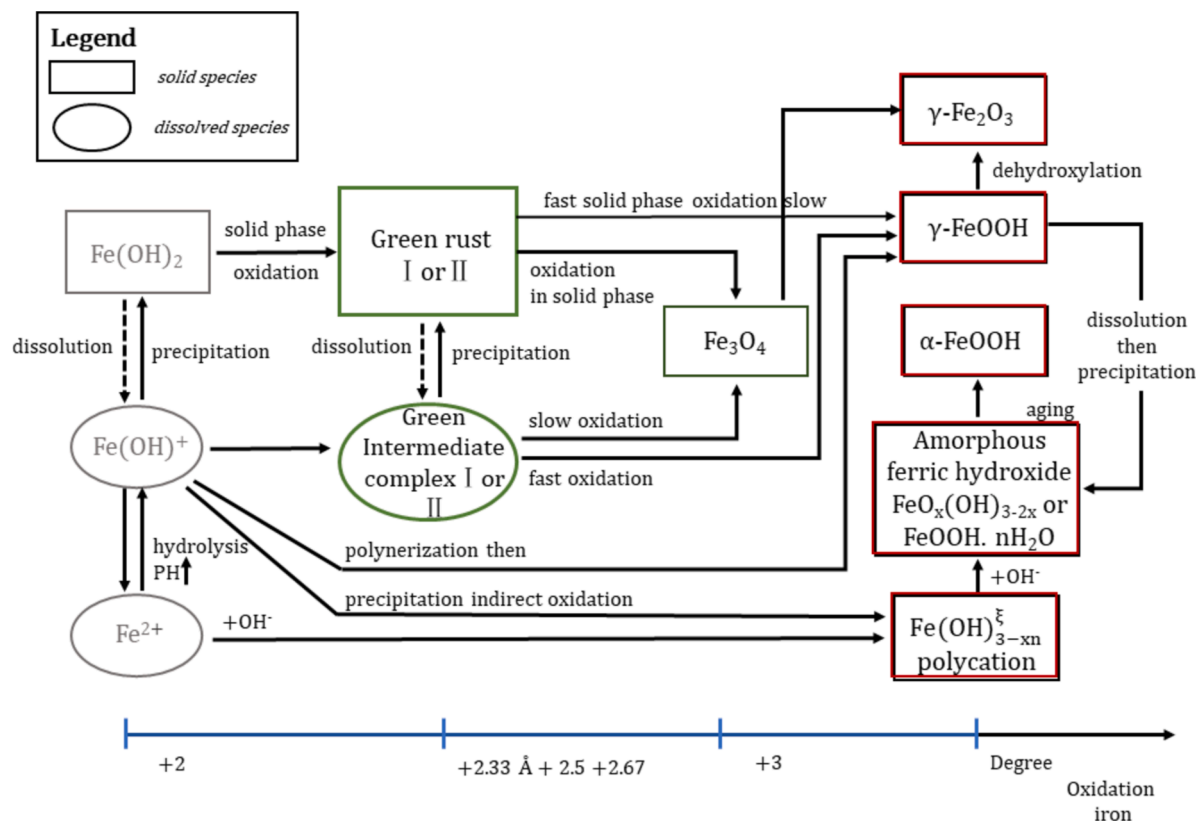 Legend
solid species
dissolved species
γ-Fe₂O₃
dehydroxylation
fast solid phase oxidation slow
γ-FeOOH
Fe(OH)₂
solid phase
oxidation
Green rust
Ⅰ or Ⅱ
oxidation
in solid phase
Fe₃O₄
α-FeOOH
dissolution
then
precipitation
dissolution
precipitation
dissolution
precipitation
aging
Fe(OH)⁺
Green
Intermediate
complex Ⅰ or
Ⅱ
slow oxidation
fast oxidation
Amorphous
ferric hydroxide
FeOₓ(OH)₃₋₂ₓ or
FeOOH. nH₂O
hydrolysis
PH
polynerization then
+OH⁻
precipitation indirect oxidation
Fe²⁺
+OH⁻
Fe(OH)^ξ_3−xn
polycation
+2
+2.33 Å + 2.5 +2.67
+3
Degree
Oxidation
iron